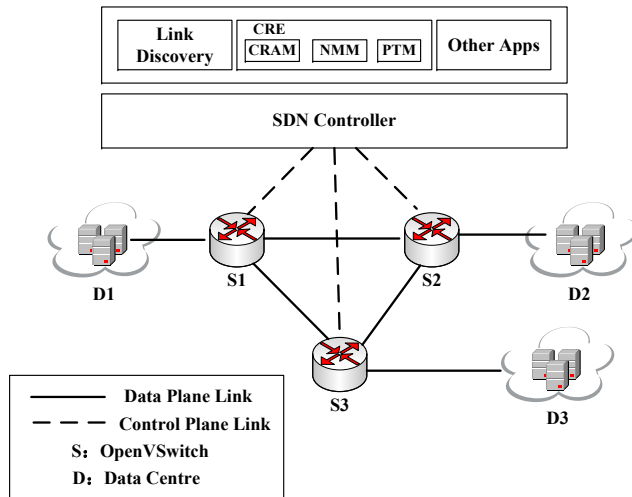 Link
Discovery
CRE
CRAM
NMM
PTM
Other Apps
SDN Controller
S1
S2
D1
D2
S3
D3
Data Plane Link
Control Plane Link
S：OpenVSwitch
D：Data Centre